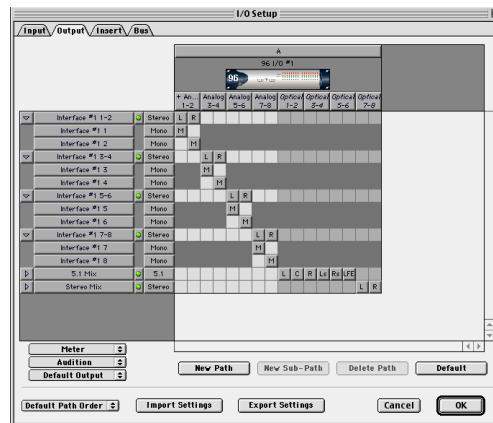 I/O Setup
Input Output Insert Bus
A
96 I/O #1
96
+ An... Analog Analog Analog Optical Optical Optical Optical
1-2 3-4 5-6 7-8 1-2 3-4 5-6 7-8
Interface #1 1-2 Stereo L R
Interface #1 1 Mono M
Interface #1 2 Mono M
Interface #1 3-4 Stereo L R
Interface #1 3 Mono M
Interface #1 4 Mono M
Interface #1 5-6 Stereo L R
Interface #1 5 Mono M
Interface #1 6 Mono M
Interface #1 7-8 Stereo L R
Interface #1 7 Mono M
Interface #1 8 Mono M
5.1 Mix 5.1 L C R Ls Rs LFE
Stereo Mix Stereo L R
Meter
Audition
Default Output
New Path New Sub-Path Delete Path Default
Default Path Order Import Settings Export Settings Cancel OK